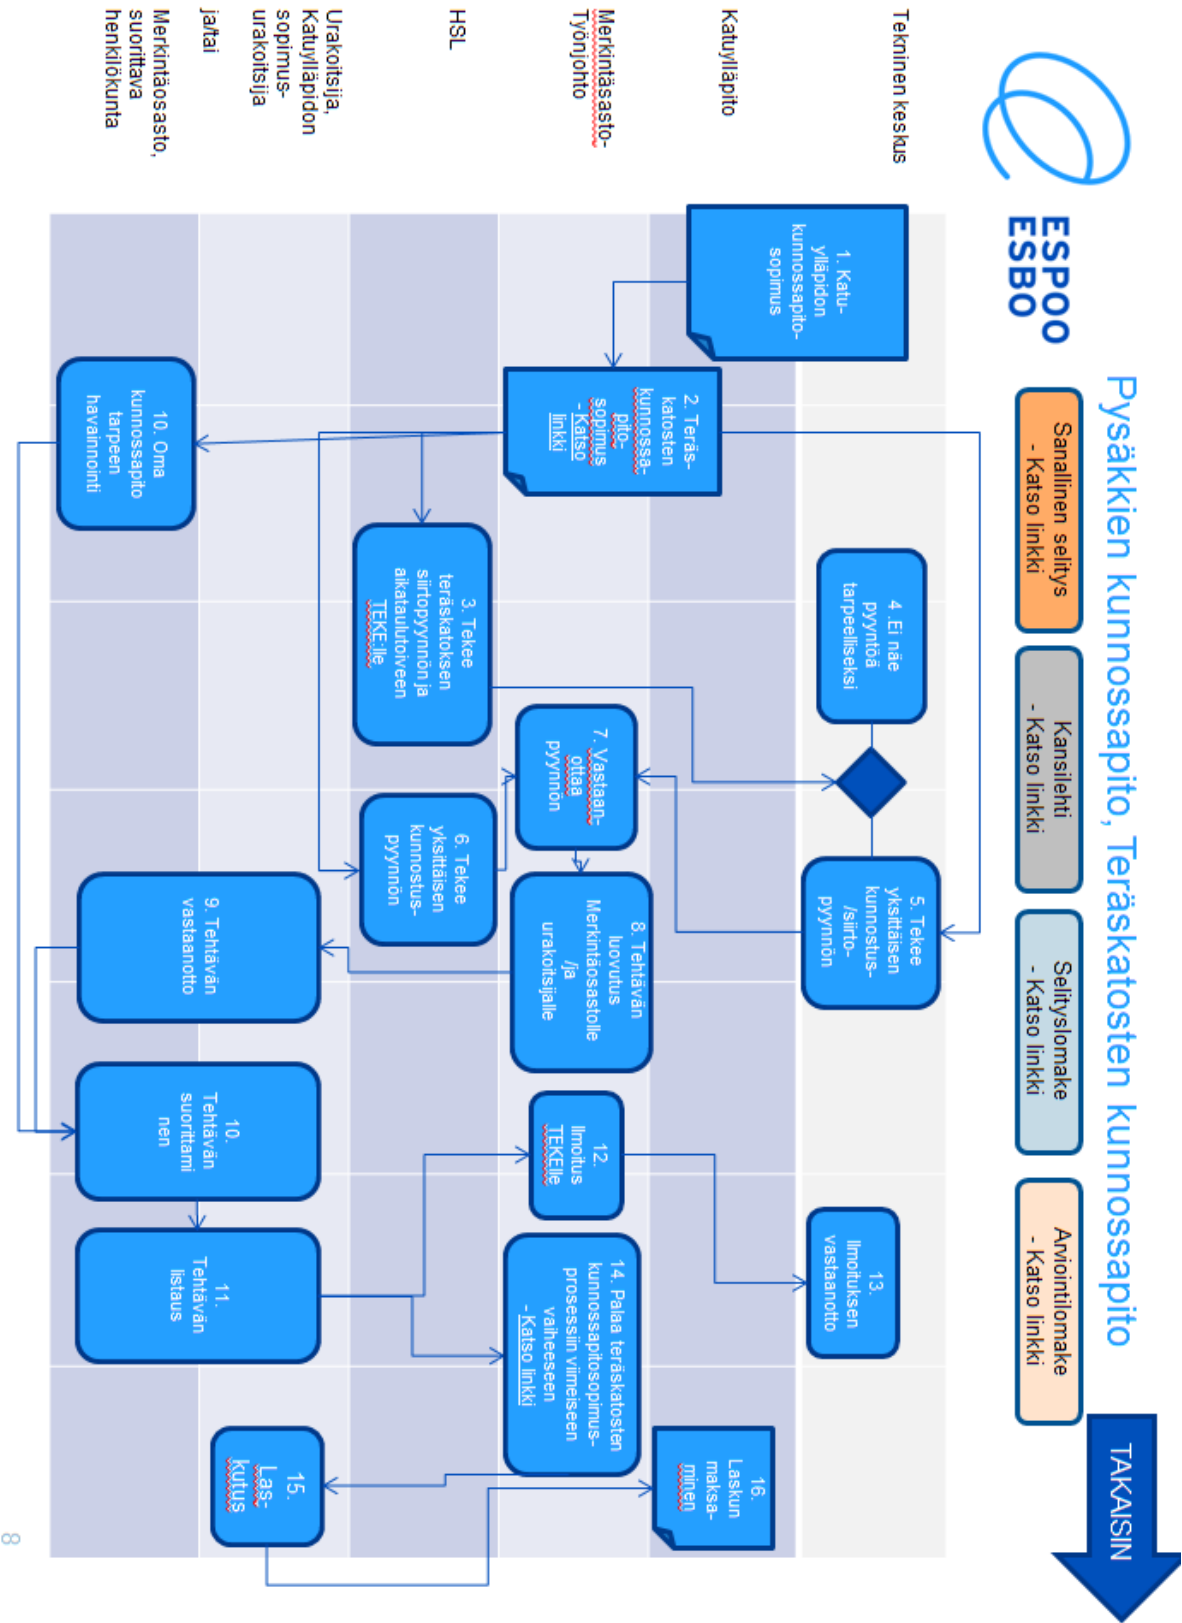 Pysäkkien kunnossapito, Teräskatosten kunnossapito
TAKAISIN
ESPOO
ESBO
Sanallinen selitys
- Katso linkki
Kansilehti
- Katso linkki
Selityslomake
- Katso linkki
Arviointilomake
- Katso linkki
Tekninen keskus
Katuylläpito
Merkintäsasto-
Työnjohto
HSL
Urakoitsija,
Katuylläpidon
sopimus-
urakoitsija
ja/tai
Merkintäosasto,
suorittava
henkilökunta
1. Katu-
ylläpidon
kunnossapito-
sopimus
2. Teräs-
katosten
kunnossa-
pito-
sopimus
- Katso
linkki
3. Tekee
teräskatoksen
siirtopyynnön ja
aikataulutoiveen
TEKE:lle
4 .Ei näe
pyyntöä
tarpeelliseksi
5. Tekee
yksittäisen
kunnostus-
/siirto-
pyynnön
6. Tekee
yksittäisen
kunnostus-
pyynnön
7. Vastaan-
ottaa
pyynnön
8. Tehtävän
luovutus
Merkintäosastolle
/ja
urakoitsijalle
9. Tehtävän
vastaanotto
10. Oma
kunnossapito
tarpeen
havainnointi
10.
Tehtävän
suorittami
nen
11.
Tehtävän
listaus
12.
Ilmoitus
TEKElle
13.
Ilmoituksen
vastaanotto
14. Palaa teräskatosten
kunnossapitosopimus-
prosessiin viimeiseen
vaiheeseen
- Katso linkki
15.
Las-
kutus
16.
Laskun
maksa-
minen
8